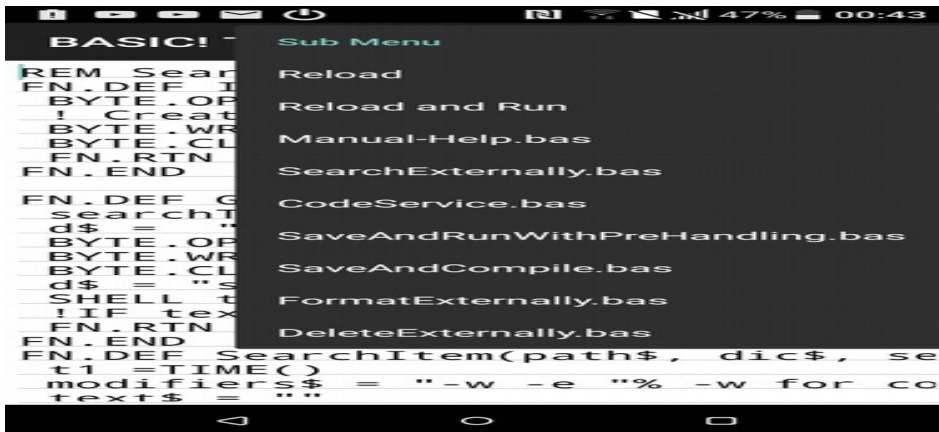 47% 00:43
BASIC!
Sub Menu
Reload
Reload and Run
Manual-Help.bas
SearchExternally.bas
CodeService.bas
SaveAndRunWithPreHandling.bas
SaveAndCompile.bas
FormatExternally.bas
DeleteExternally.bas
REM Sear
FN.DEF I
BYTE.OP
! Creat
BYTE.WR
BYTE.CL
FN.RTN
FN.END
FN.DEF G
searchT
d$ = "
BYTE.OP
BYTE.WR
BYTE.CL
d$ = "s
SHELL t
!IF tex
FN.RTN
FN.END
FN.DEF SearchItem(path$, dic$, se
t1 =TIME()
modifiers$ = "-w -e "% -w for co
text$ = ""